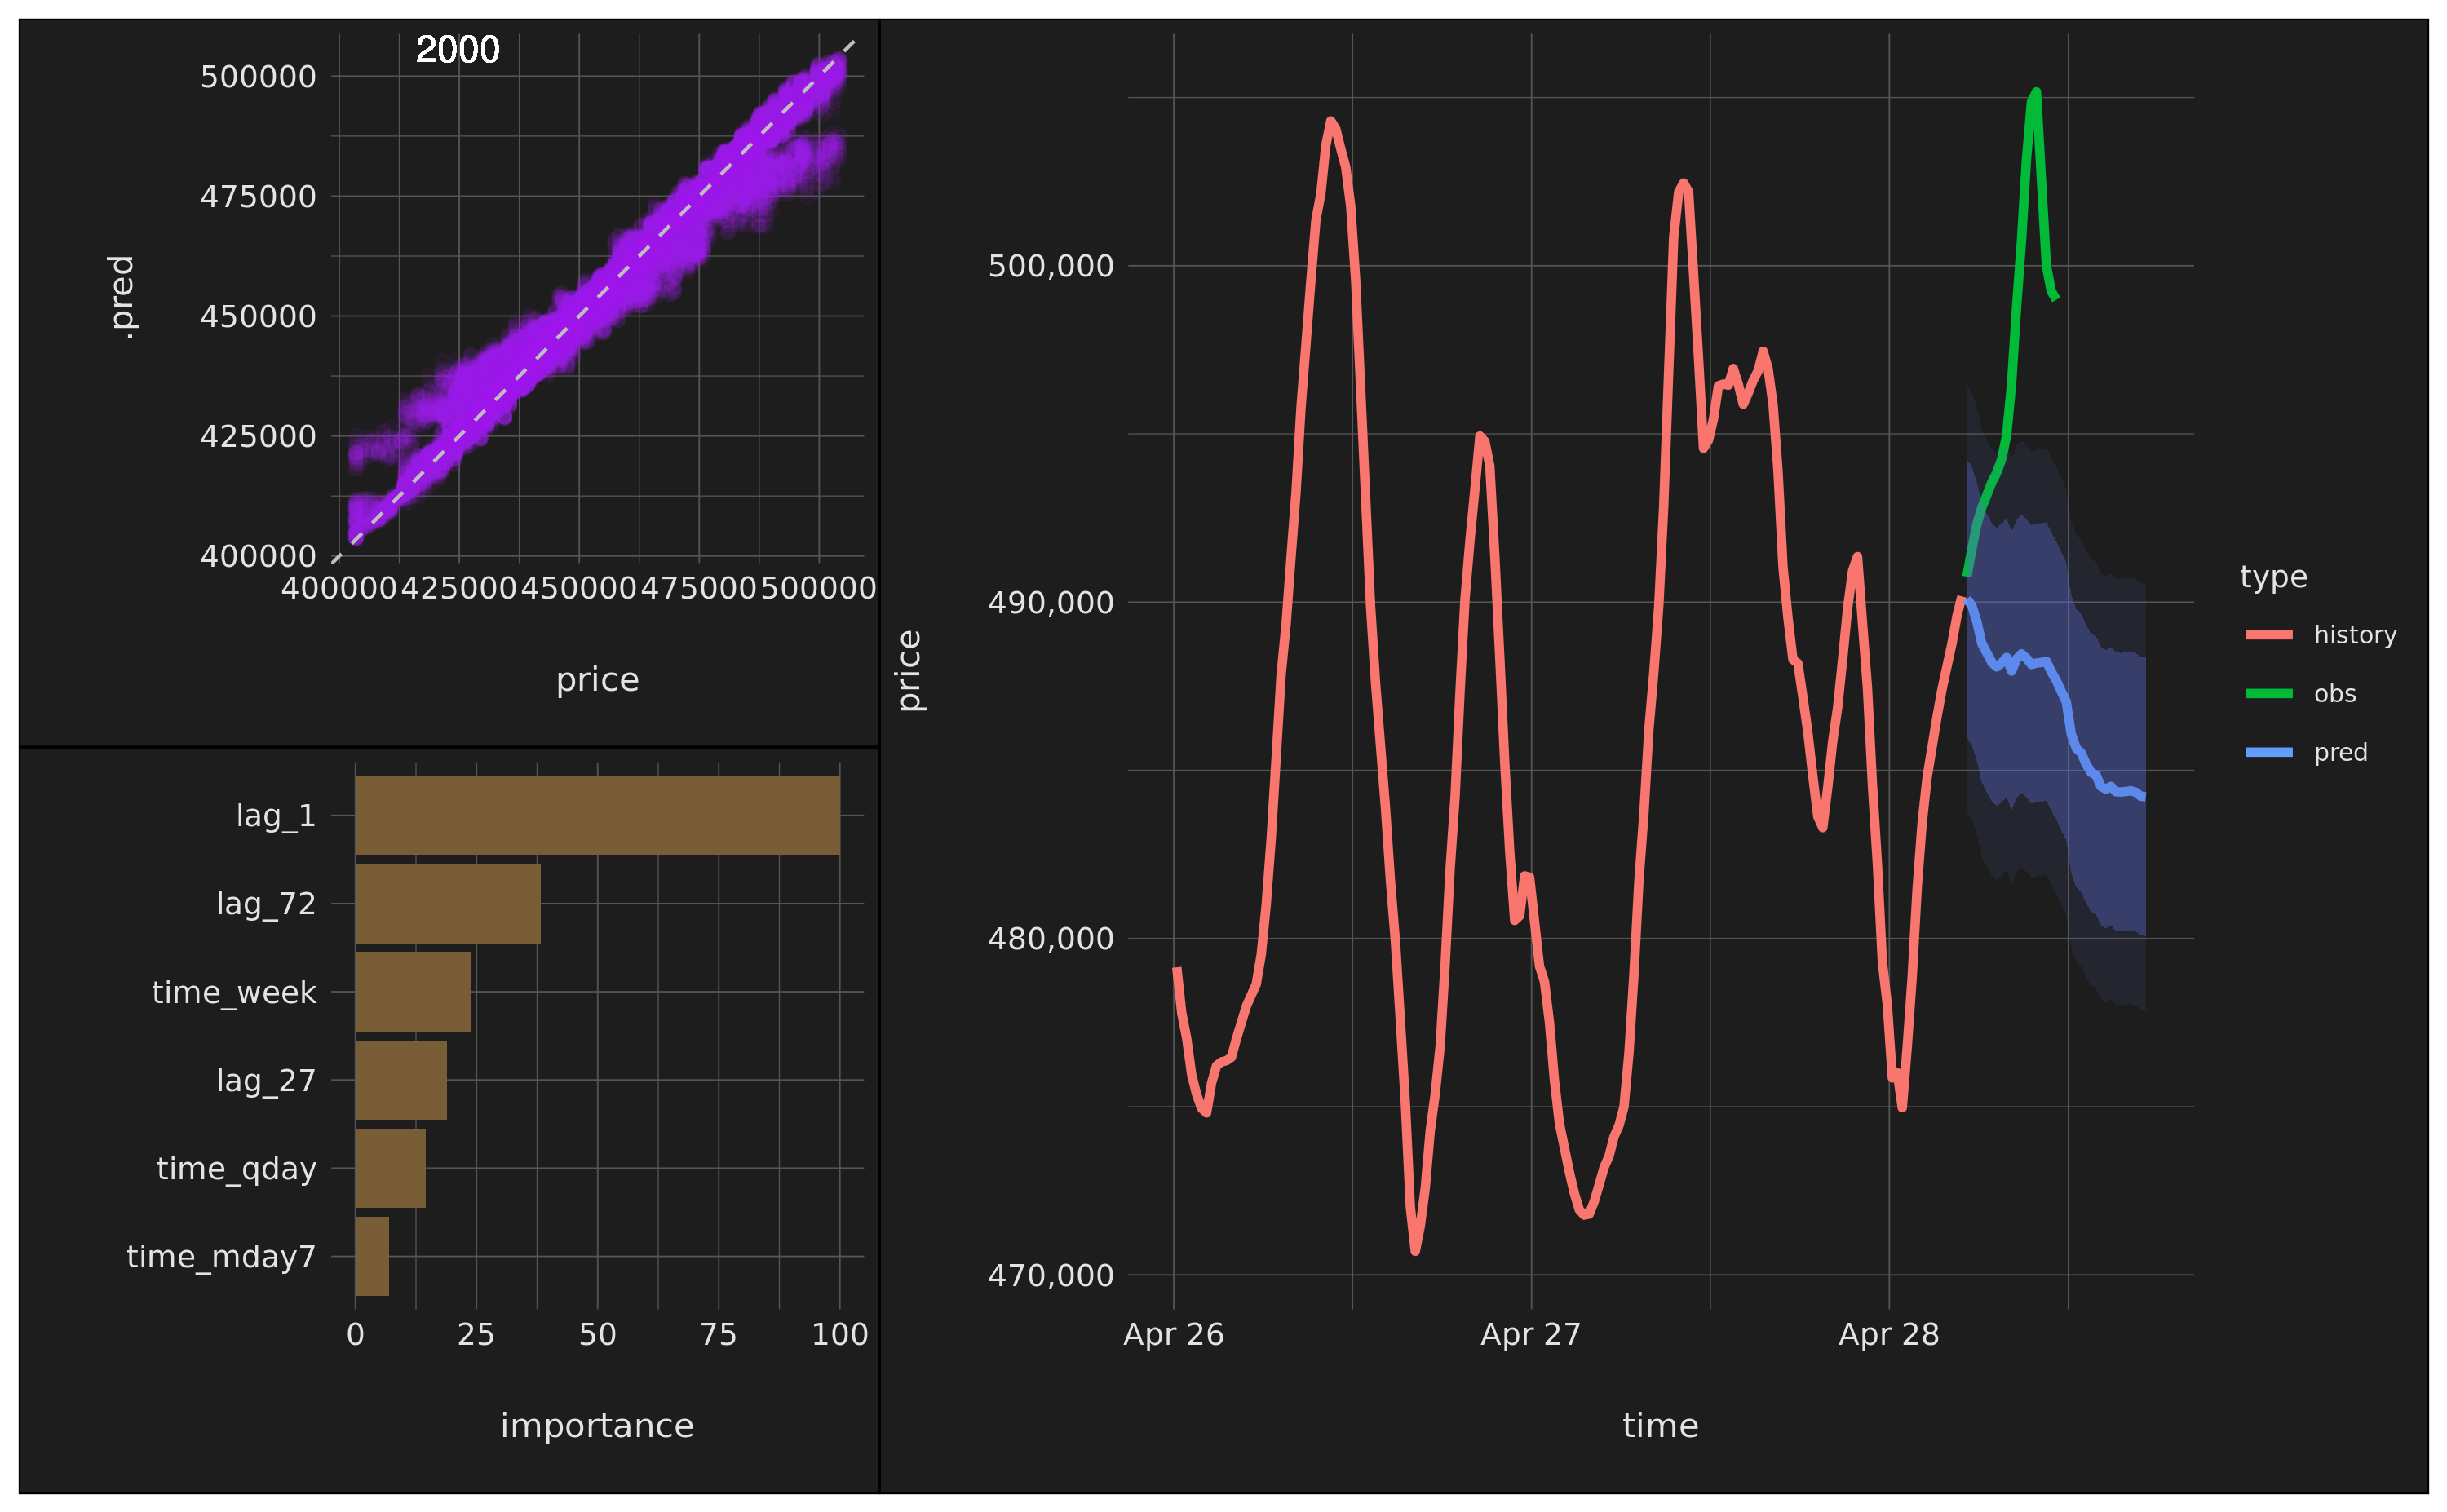 2000
500000
475000
450000
425000
400000
.pred
400000 425000 450000 475000 500000
price
lag_1
lag_72
time_week
lag_27
time_qday
time_mday7
0 25 50 75 100
importance
price
500,000
490,000
480,000
470,000
Apr 26 Apr 27 Apr 28
time
type
history
obs
pred